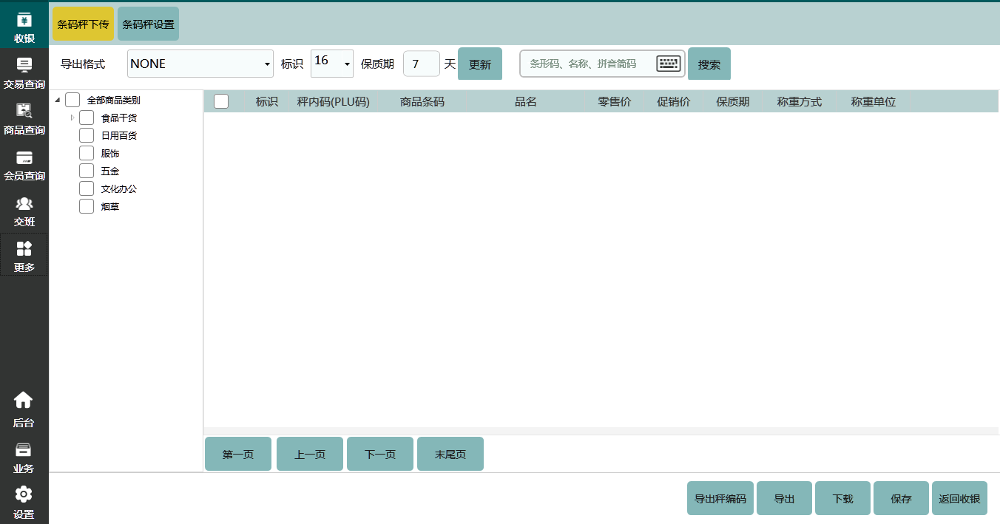 收银
交易查询
商品查询
会员查询
交班
更多
后台
业务
设置
条码秤下传 条码秤设置
导出格式 NONE 标识 16 保质期 7 天 更新 条形码、名称、拼音简码 搜索
全部商品类别
食品干货
日用百货
服饰
五金
文化办公
烟草
标识 秤内码(PLU码) 商品条码 品名 零售价 促销价 保质期 称重方式 称重单位
第一页 上一页 下一页 末尾页
导出秤编码 导出 下载 保存 返回收银